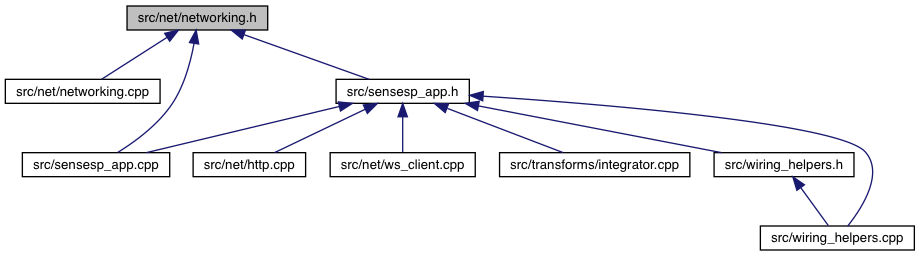 src/net/networking.h
src/net/networking.cpp
src/sensesp_app.h
src/sensesp_app.cpp
src/net/http.cpp
src/net/ws_client.cpp
src/transforms/integrator.cpp
src/wiring_helpers.h
src/wiring_helpers.cpp